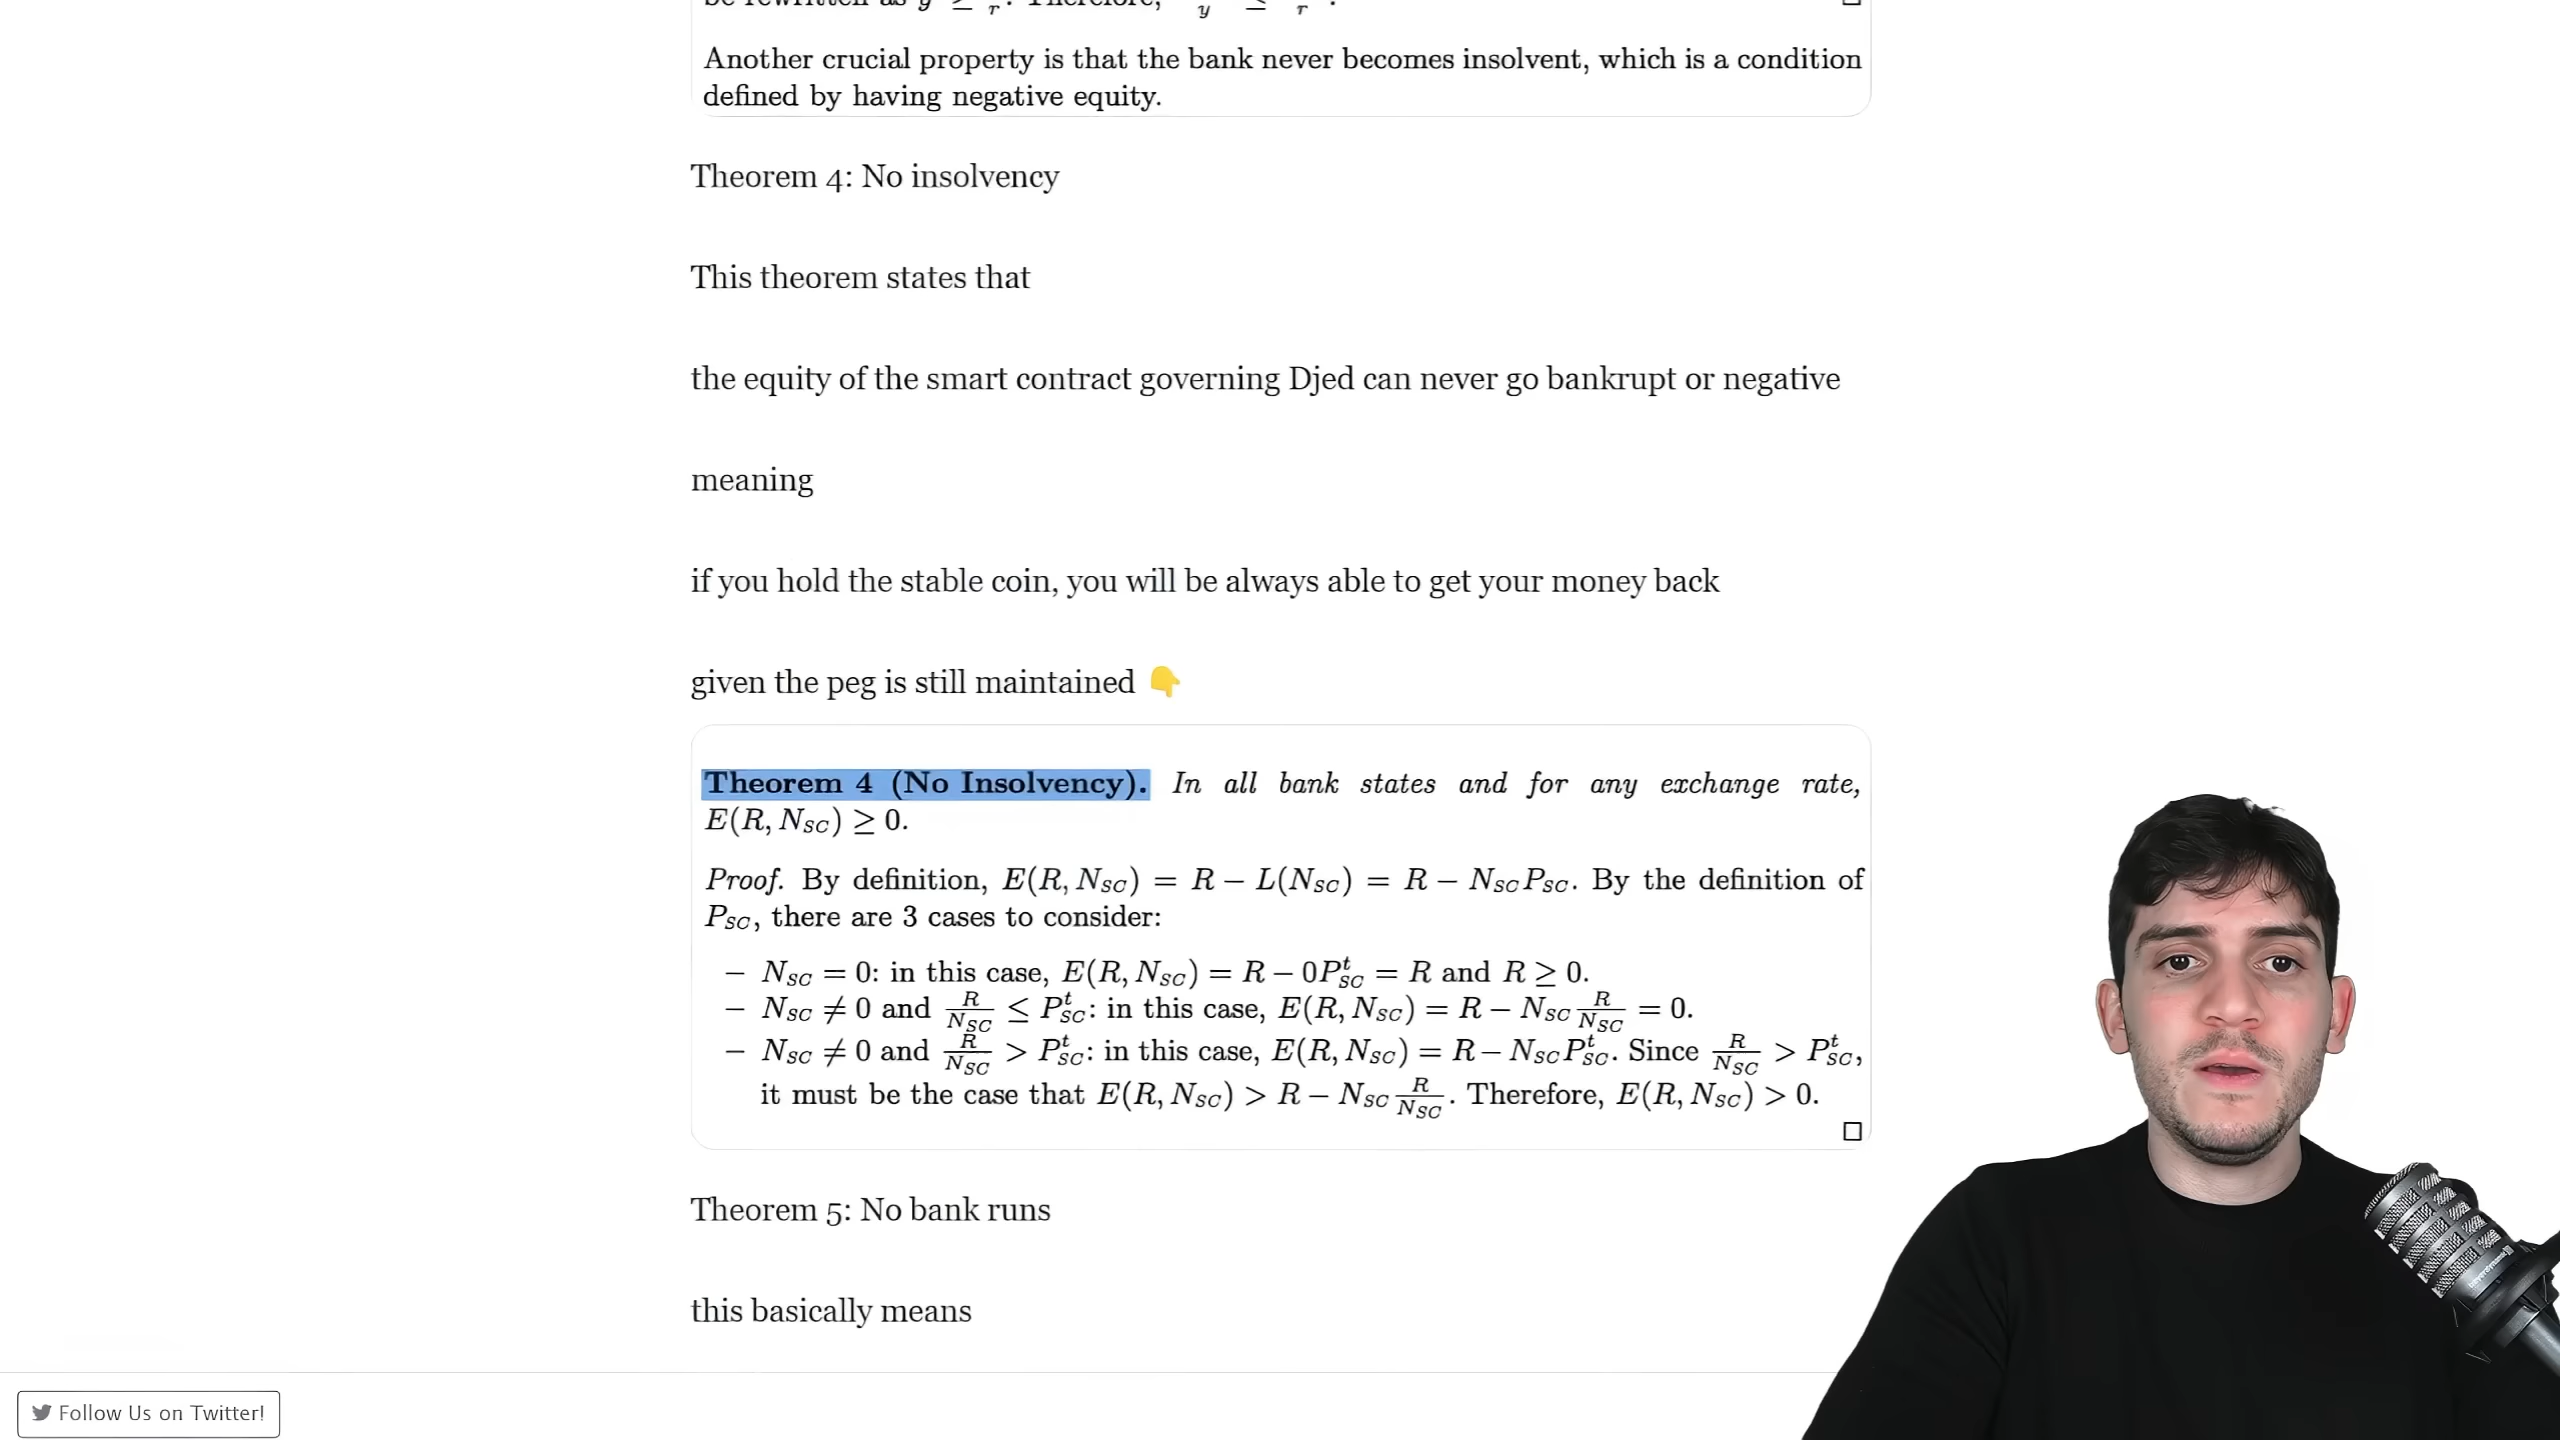 Another crucial property is that the bank never becomes insolvent, which is a condition
defined by having negative equity.
Theorem 4: No insolvency
This theorem states that
the equity of the smart contract governing Djed can never go bankrupt or negative
meaning
if you hold the stable coin, you will be always able to get your money back
given the peg is still maintained 👇
Theorem 4 (No Insolvency). In all bank states and for any exchange rate,
E(R, N_SC) ≥ 0.
Proof. By definition, E(R, N_SC) = R − L(N_SC) = R − N_SC P_SC. By the definition of
P_SC, there are 3 cases to consider:
– N_SC = 0: in this case, E(R, N_SC) = R − 0P^t_SC = R and R ≥ 0.
– N_SC ≠ 0 and R/N_SC ≤ P^t_SC: in this case, E(R, N_SC) = R − N_SC R/N_SC = 0.
– N_SC ≠ 0 and R/N_SC > P^t_SC: in this case, E(R, N_SC) = R − N_SC P^t_SC. Since R/N_SC > P^t_SC,
it must be the case that E(R, N_SC) > R − N_SC R/N_SC. Therefore, E(R, N_SC) > 0.
□
Theorem 5: No bank runs
this basically means
Follow Us on Twitter!